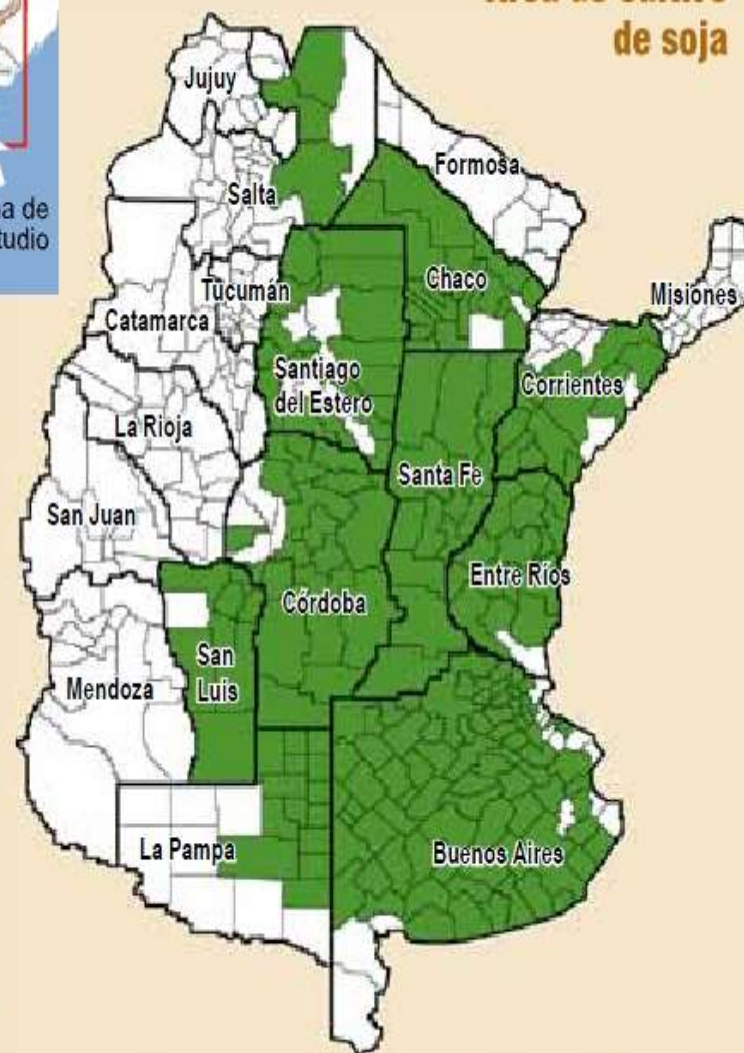 de soja
Jujuy
Formosa
Salta
de
Chaco
Tucumán
Misiones
Catamarca
Santiago
del Estero
Corrientes
La Rioja
Santa Fe
San Juan
Entre Ríos
Córdoba
San
Luis
Mendoza
La Pampa
Buenos Aires